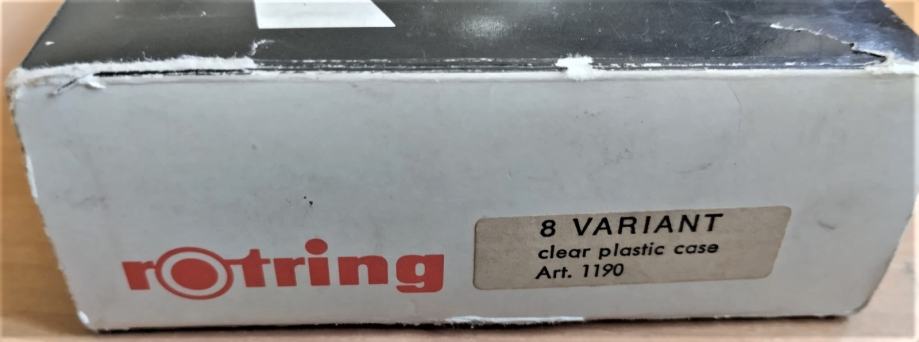 rotring
8 VARIANT
clear plastic case
Art. 1190